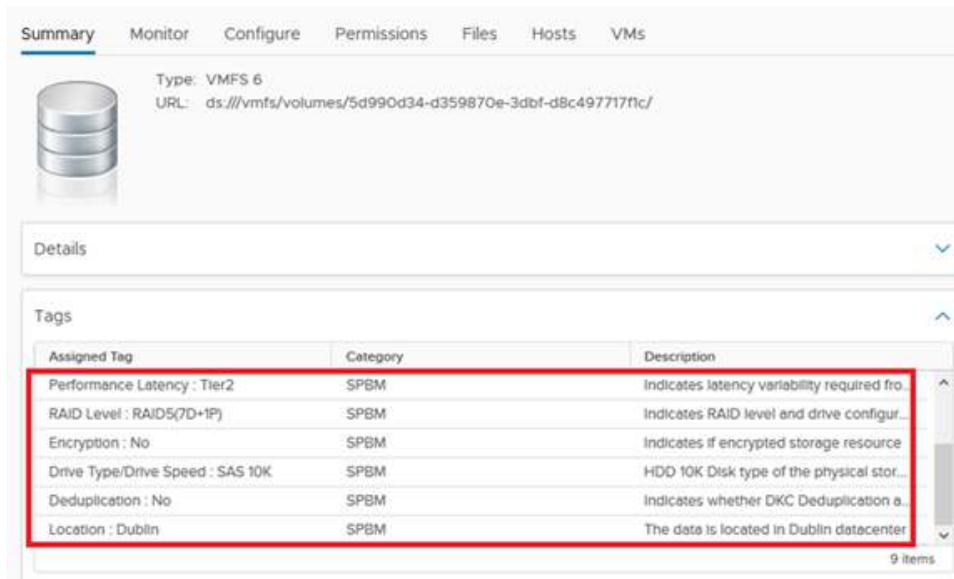 Summary Monitor Configure Permissions Files Hosts VMs
Type: VMFS 6
URL: ds:///vmfs/volumes/5d990d34-d359870e-3dbf-d8c497717f1c/
Details
Tags
Assigned Tag Category Description
Performance Latency : Tier2 SPBM Indicates latency variability required fro...
RAID Level : RAID5(7D+1P) SPBM Indicates RAID level and drive configur...
Encryption : No SPBM Indicates if encrypted storage resource
Drive Type/Drive Speed : SAS 10K SPBM HDD 10K Disk type of the physical stor...
Deduplication : No SPBM Indicates whether DKC Deduplication a...
Location : Dublin SPBM The data is located in Dublin datacenter
9 items